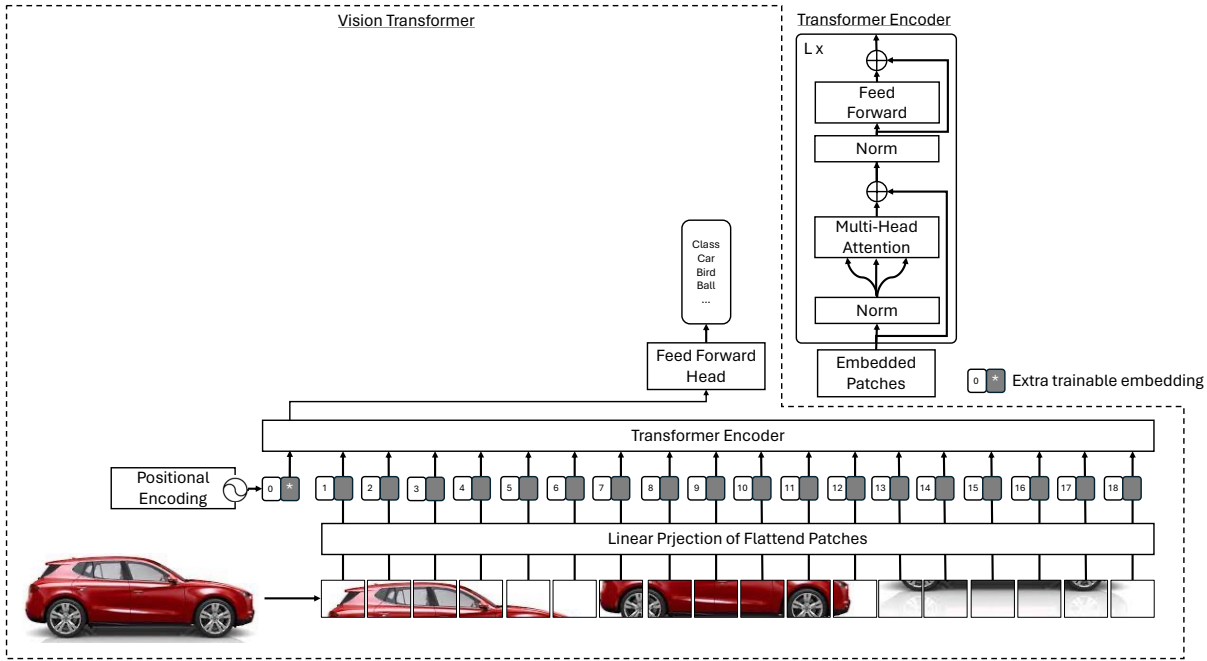 Vision Transformer
Transformer Encoder
L x
Feed
Forward
Norm
Multi-Head
Attention
Norm
Embedded
Patches
0 * Extra trainable embedding
Class
Car
Bird
Ball
...
Feed Forward
Head
Transformer Encoder
Positional
Encoding
0 * 1 2 3 4 5 6 7 8 9 10 11 12 13 14 15 16 17 18
Linear Prjection of Flattend Patches